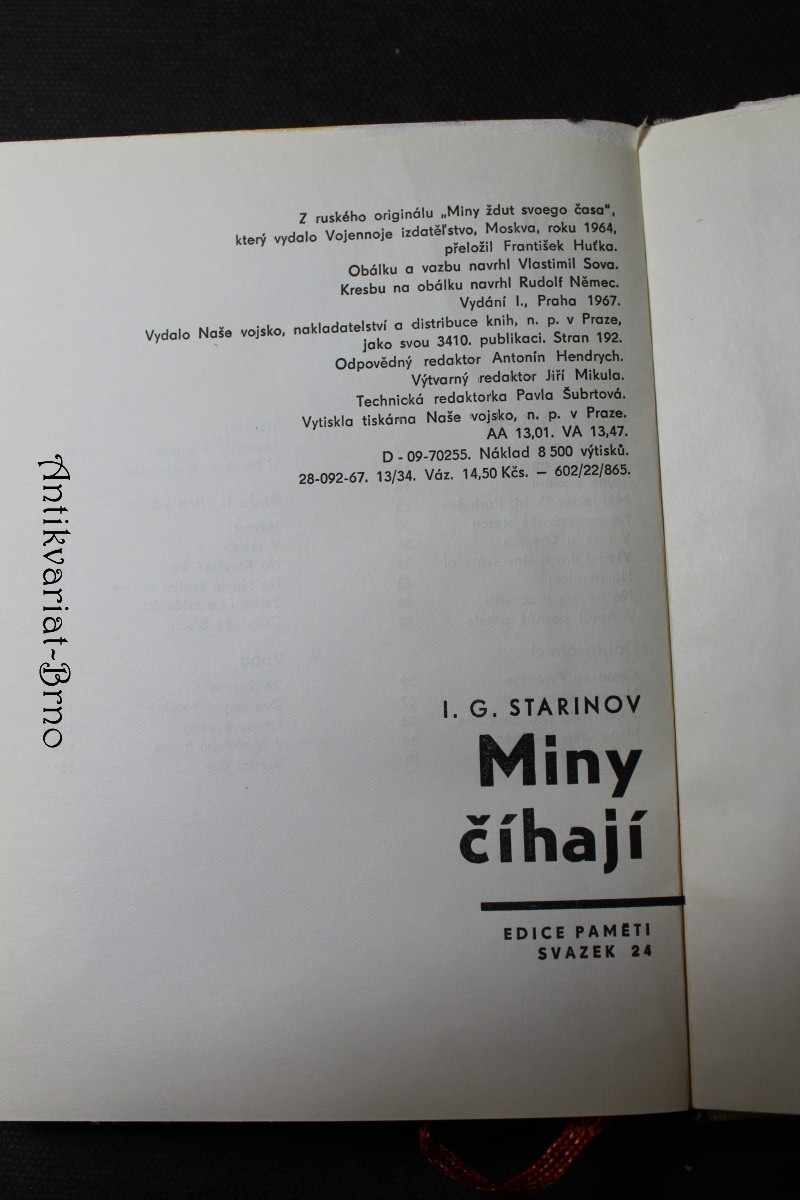 Z ruského originálu „Miny ždut svoego časa“,
který vydalo Vojennoje izdatělstvo, Moskva, roku 1964,
přeložil František Huťka.
Obálku a vazbu navrhl Vlastimil Sova.
Kresbu na obálku navrhl Rudolf Němec.
Vydání I., Praha 1967.
Vydalo Naše vojsko, nakladatelství a distribuce knih, n. p. v Praze,
jako svou 3410. publikaci. Stran 192.
Odpovědný redaktor Antonín Hendrych.
Výtvarný redaktor Jiří Mikula.
Technická redaktorka Pavla Šubrtová.
Vytiskla tiskárna Naše vojsko, n. p. v Praze.
AA 13,01. VA 13,47.
D - 09-70255. Náklad 8 500 výtisků.
28-092-67. 13/34. Váz. 14,50 Kčs. – 602/22/865.
Antikvariat~Brno
I. G. STARINOV
Miny
číhají
EDICE PAMĚTI
SVAZEK 24